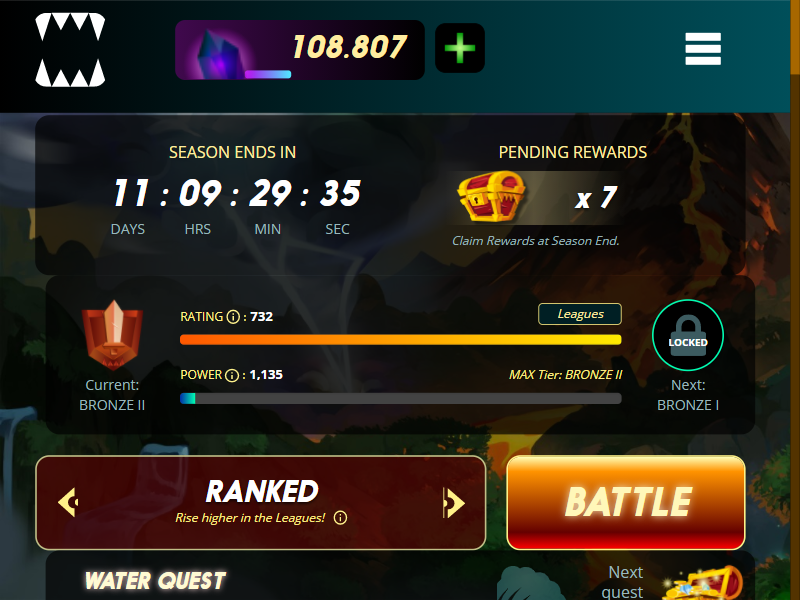 108.807
SEASON ENDS IN
11 : 09 : 29 : 35
DAYS HRS MIN SEC
PENDING REWARDS
x 7
Claim Rewards at Season End.
RATING i : 732
Leagues
POWER i : 1,135
MAX Tier: BRONZE II
Current:
BRONZE II
LOCKED
Next:
BRONZE I
RANKED
Rise higher in the Leagues! i
BATTLE
WATER QUEST
Next
quest